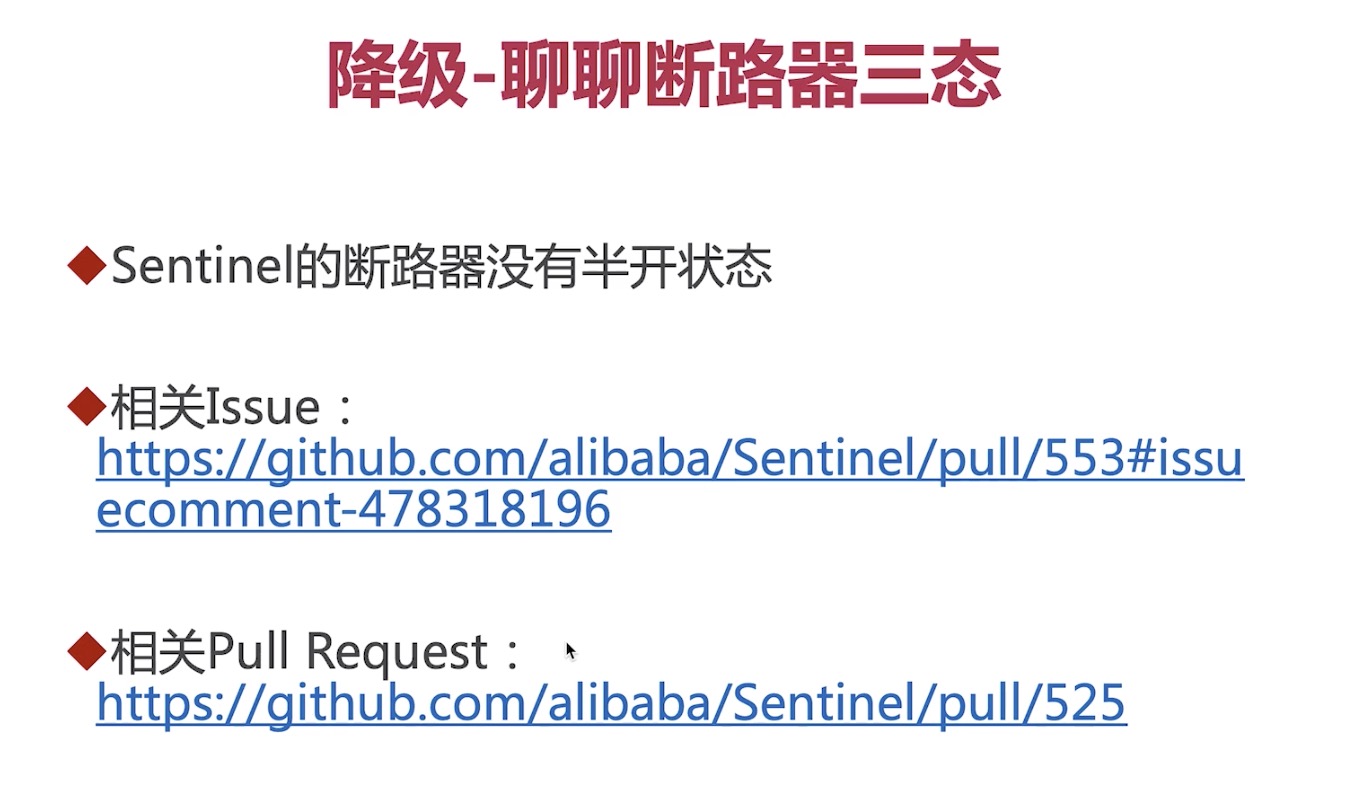 降级-聊聊断路器三态
◆Sentinel的断路器没有半开状态
◆相关Issue：
https://github.com/alibaba/Sentinel/pull/553#issu
ecomment-478318196
◆相关Pull Request：
https://github.com/alibaba/Sentinel/pull/525